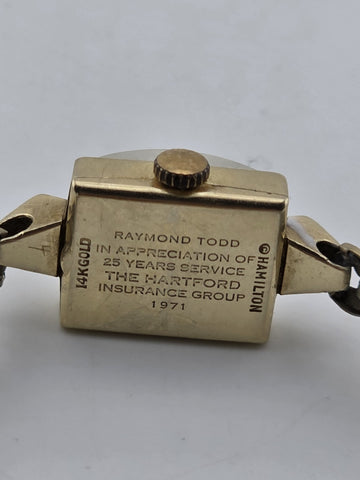 RAYMOND TODD
IN APPRECIATION OF
25 YEARS SERVICE
THE HARTFORD
INSURANCE GROUP
1971
14K GOLD
© HAMILTON